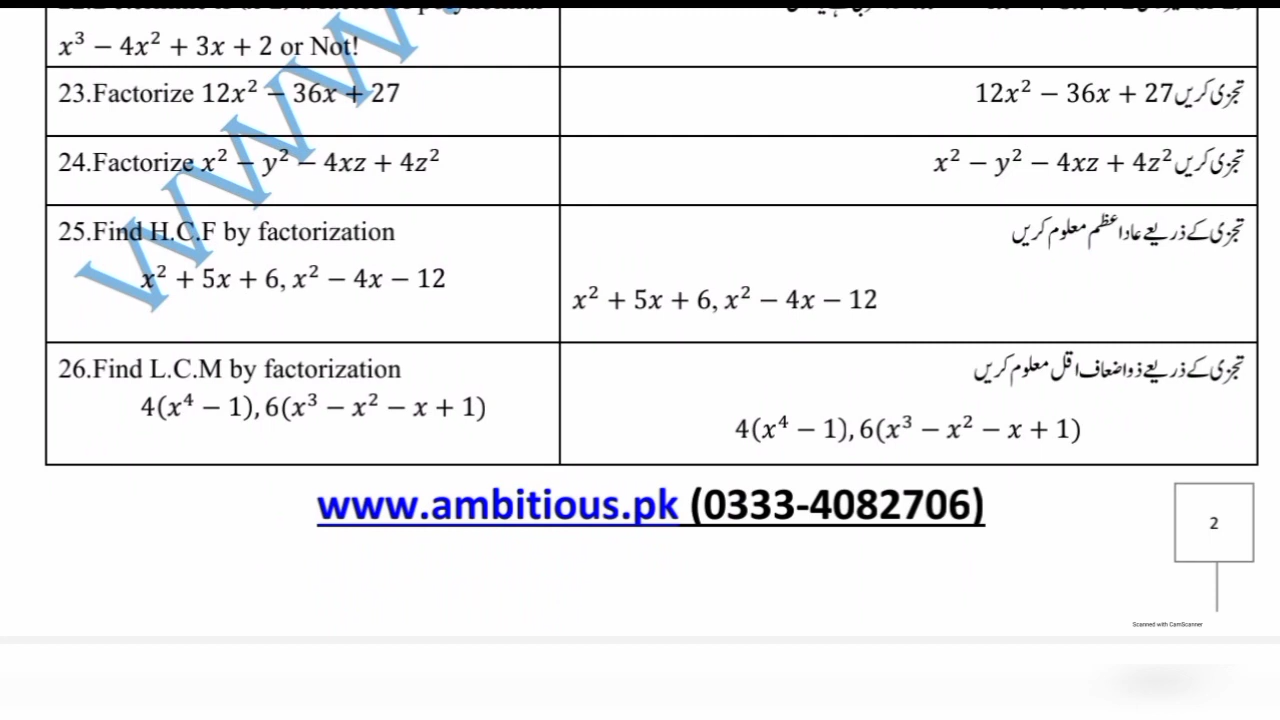 x³ − 4x² + 3x + 2 or Not!
23.Factorize 12x² − 36x + 27
تجزی کریں 12x² − 36x + 27
24.Factorize x² − y² − 4xz + 4z²
تجزی کریں x² − y² − 4xz + 4z²
25.Find H.C.F by factorization
x² + 5x + 6, x² − 4x − 12
تجزی کے ذریعے عاداعظم معلوم کریں
x² + 5x + 6, x² − 4x − 12
26.Find L.C.M by factorization
4(x⁴ − 1), 6(x³ − x² − x + 1)
تجزی کے ذریعے ذواضعاف اقل معلوم کریں
4(x⁴ − 1), 6(x³ − x² − x + 1)
www.ambitious.pk (0333-4082706)
2
Scanned with CamScanner